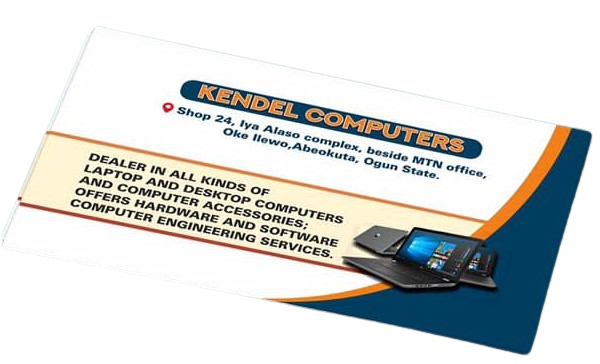 KENDEL COMPUTERS
Shop 24, Iya Alaso complex, beside MTN office,
Oke Ilewo,Abeokuta, Ogun State.
DEALER IN ALL KINDS OF
LAPTOP AND DESKTOP COMPUTERS
AND COMPUTER ACCESSORIES;
OFFERS HARDWARE AND SOFTWARE
COMPUTER ENGINEERING SERVICES.